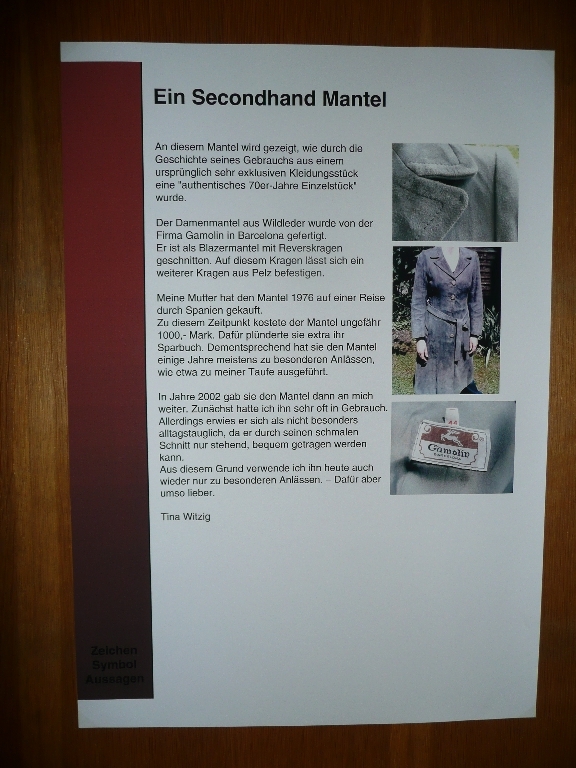 Ein Secondhand Mantel
An diesem Mantel wird gezeigt, wie durch die
Geschichte seines Gebrauchs aus einem
ursprünglich sehr exklusiven Kleidungsstück
eine "authentisches 70er-Jahre Einzelstück"
wurde.
Der Damenmantel aus Wildleder wurde von der
Firma Gamolin in Barcelona gefertigt.
Er ist als Blazermantel mit Reverskragen
geschnitten. Auf diesem Kragen lässt sich ein
weiterer Kragen aus Pelz befestigen.
Meine Mutter hat den Mantel 1976 auf einer Reise
durch Spanien gekauft.
Zu diesem Zeitpunkt kostete der Mantel ungefähr
1000,- Mark. Dafür plünderte sie extra ihr
Sparbuch. Dementsprechend hat sie den Mantel
einige Jahre meistens zu besonderen Anlässen,
wie etwa zu meiner Taufe ausgeführt.
In Jahre 2002 gab sie den Mantel dann an mich
weiter. Zunächst hatte ich ihn sehr oft in Gebrauch.
Allerdings erwies er sich als nicht besonders
alltagstauglich, da er durch seinen schmalen
Schnitt nur stehend, bequem getragen werden
kann.
Aus diesem Grund verwende ich ihn heute auch
wieder nur zu besonderen Anlässen. – Dafür aber
umso lieber.
Tina Witzig
44
Gamolin
Zeichen
Symbol
Aussagen